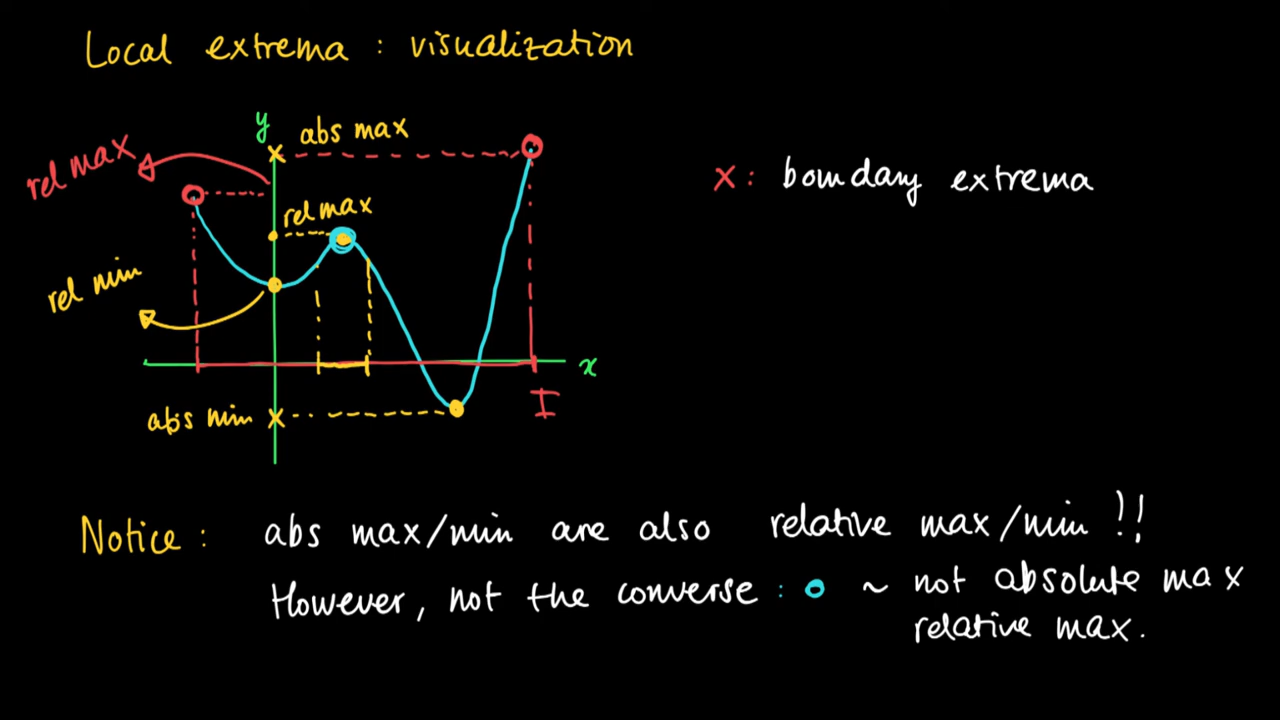 Local extrema : visualization
y
abs max
rel max
rel max
x : boundary extrema
rel min
x
I
abs min
Notice : abs max/min are also relative max/min !!
However, not the converse : o ~ not absolute max
relative max.